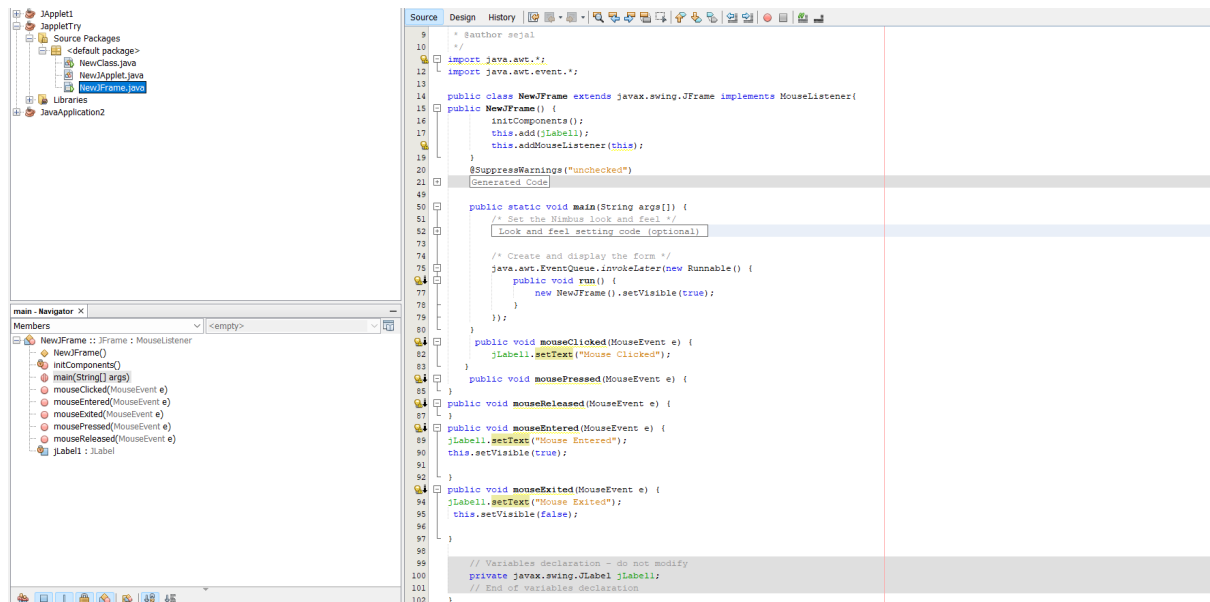 JApplet1
JappletTry
Source Packages
<default package>
NewClass.java
NewJApplet.java
NewJFrame.java
Libraries
JavaApplication2
main - Navigator ×
Members
<empty>
NewJFrame :: JFrame : MouseListener
NewJFrame()
initComponents()
main(String[] args)
mouseClicked(MouseEvent e)
mouseEntered(MouseEvent e)
mouseExited(MouseEvent e)
mousePressed(MouseEvent e)
mouseReleased(MouseEvent e)
jLabel1 : JLabel
Source Design History
9 * @author sejal
10 */
import java.awt.*;
12 import java.awt.event.*;
13
14 public class NewJFrame extends javax.swing.JFrame implements MouseListener{
15 public NewJFrame() {
16 initComponents();
17 this.add(jLabel1);
this.addMouseListener(this);
19 }
20 @SuppressWarnings("unchecked")
21 Generated Code
49
50 public static void main(String args[]) {
51 /* Set the Nimbus look and feel */
52 Look and feel setting code (optional)
73
74 /* Create and display the form */
75 java.awt.EventQueue.invokeLater(new Runnable() {
public void run() {
77 new NewJFrame().setVisible(true);
78 }
79 });
80 }
public void mouseClicked(MouseEvent e) {
82 jLabel1.setText("Mouse Clicked");
83 }
public void mousePressed(MouseEvent e) {
85 }
public void mouseReleased(MouseEvent e) {
87 }
public void mouseEntered(MouseEvent e) {
89 jLabel1.setText("Mouse Entered");
90 this.setVisible(true);
91
92 }
public void mouseExited(MouseEvent e) {
94 jLabel1.setText("Mouse Exited");
95 this.setVisible(false);
96
97 }
98
99 // Variables declaration - do not modify
100 private javax.swing.JLabel jLabel1;
101 // End of variables declaration
102 }